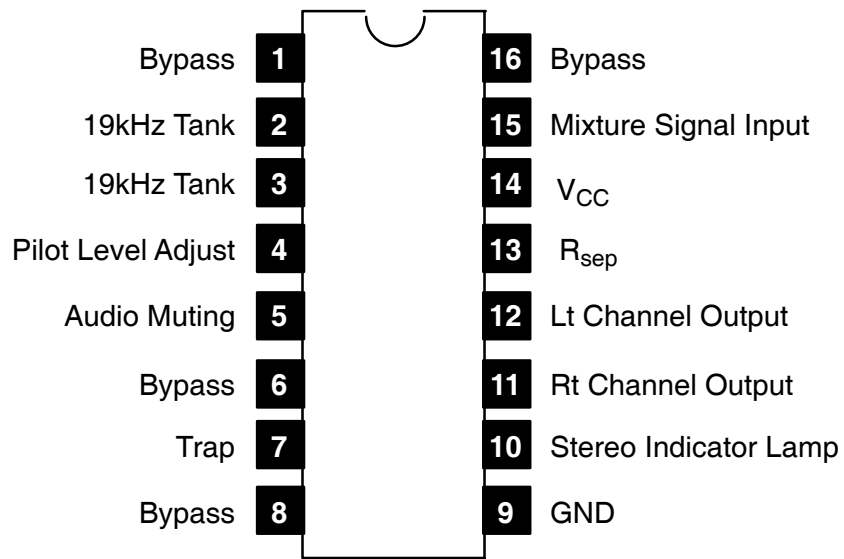 Bypass 1 16 Bypass
19kHz Tank 2 15 Mixture Signal Input
19kHz Tank 3 14 VCC
Pilot Level Adjust 4 13 Rsep
Audio Muting 5 12 Lt Channel Output
Bypass 6 11 Rt Channel Output
Trap 7 10 Stereo Indicator Lamp
Bypass 8 9 GND